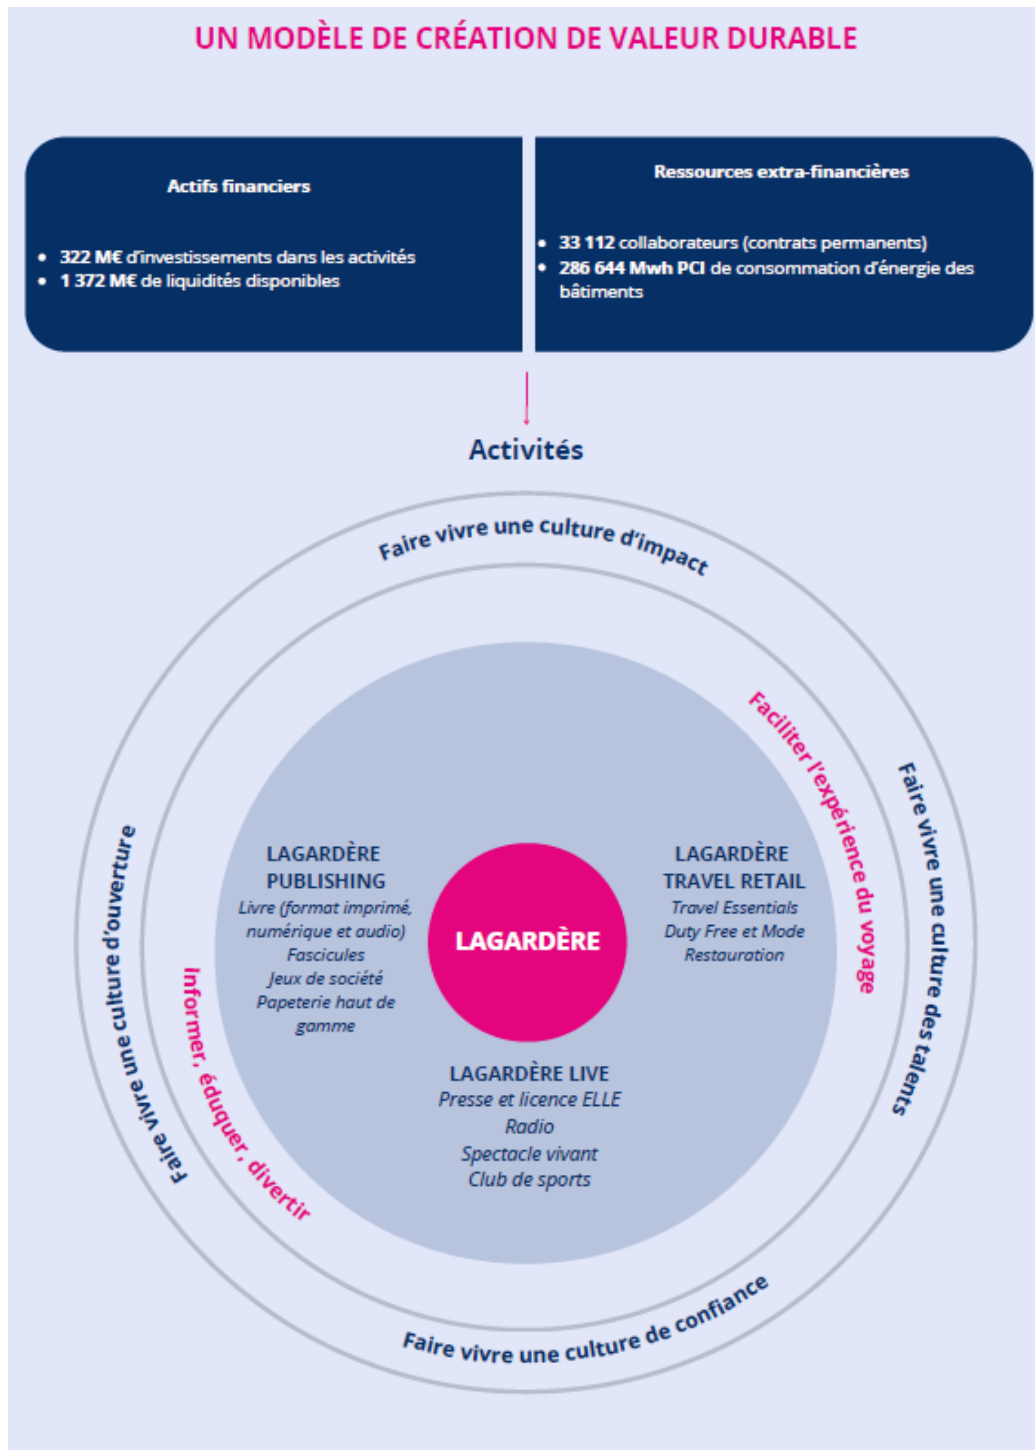 UN MODÈLE DE CRÉATION DE VALEUR DURABLE
Actifs financiers
• 322 M€ d'investissements dans les activités
• 1 372 M€ de liquidités disponibles
Ressources extra-financières
• 33 112 collaborateurs (contrats permanents)
• 286 644 Mwh PCI de consommation d'énergie des
bâtiments
Activités
Faire vivre une culture d'impact
Faciliter l'expérience du voyage
Faire vivre une culture des talents
Faire vivre une culture d'ouverture
Informer, éduquer, divertir
LAGARDÈRE
PUBLISHING
Livre (format imprimé,
numérique et audio)
Fascicules
Jeux de société
Papeterie haut de
gamme
LAGARDÈRE
LAGARDÈRE
TRAVEL RETAIL
Travel Essentials
Duty Free et Mode
Restauration
LAGARDÈRE LIVE
Presse et licence ELLE
Radio
Spectacle vivant
Club de sports
Faire vivre une culture de confiance